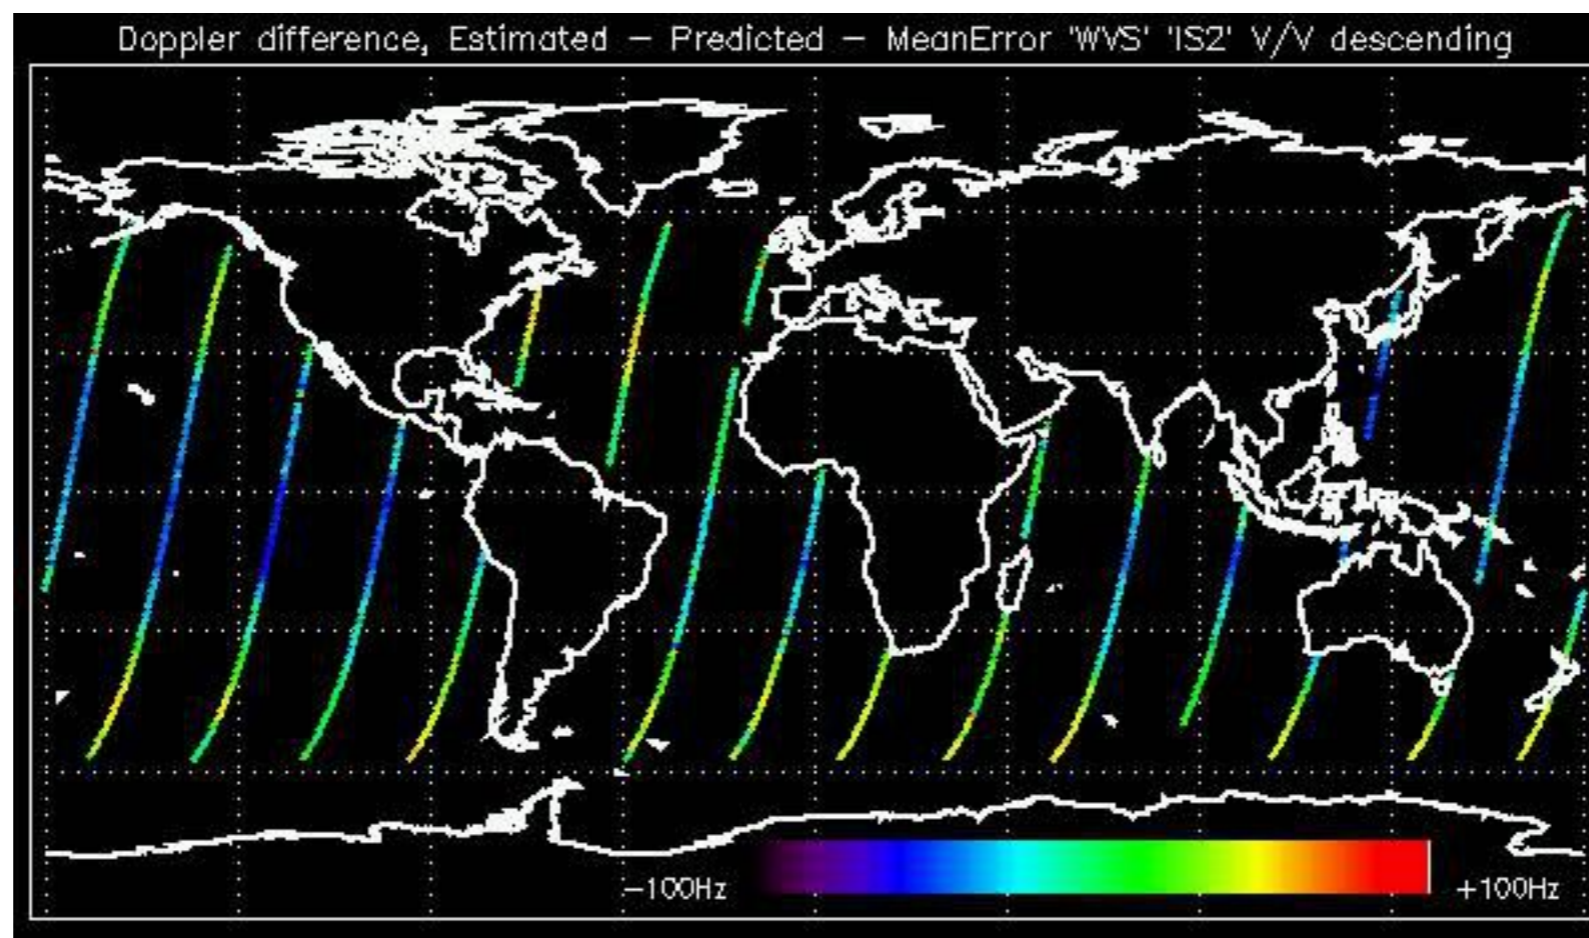 Doppler difference, Estimated − Predicted − MeanError 'WVS' 'IS2' V/V descending
−100Hz +100Hz